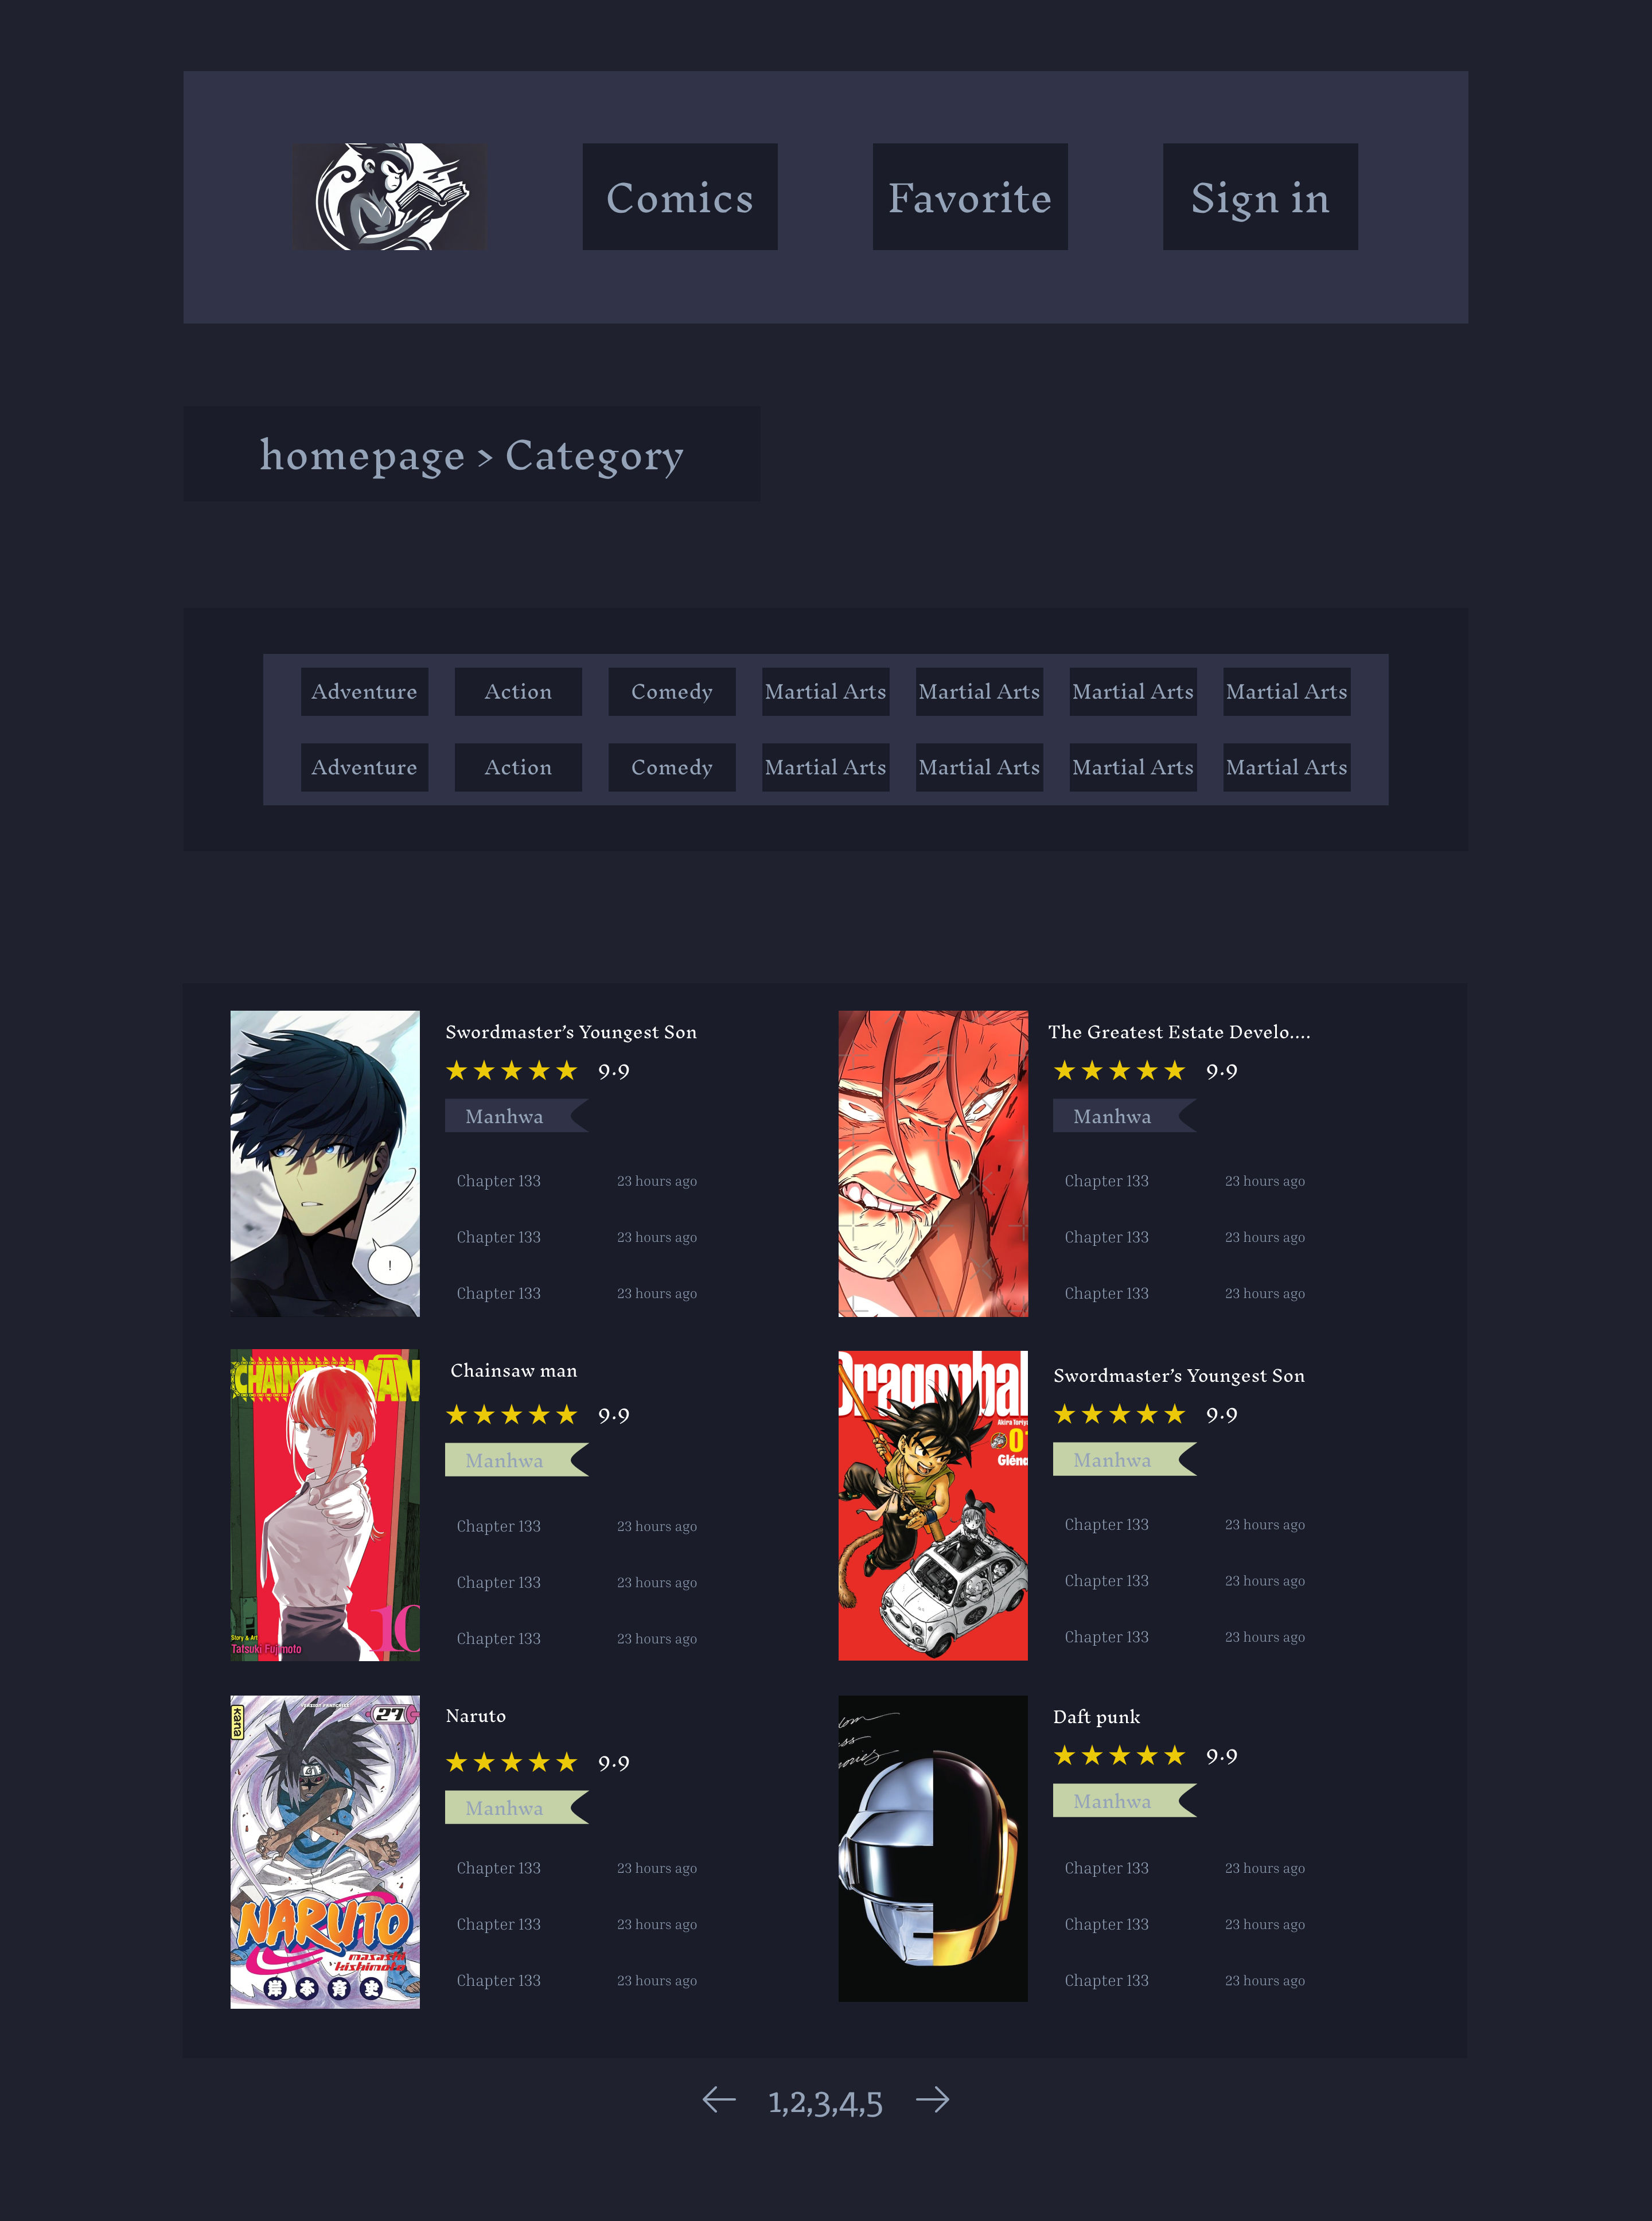 Comics
Favorite
Sign in
homepage > Category
Adventure
Action
Comedy
Martial Arts
Martial Arts
Martial Arts
Martial Arts
Adventure
Action
Comedy
Martial Arts
Martial Arts
Martial Arts
Martial Arts
!
Swordmaster’s Youngest Son
9.9
Manhwa
Chapter 133 23 hours ago
Chapter 133 23 hours ago
Chapter 133 23 hours ago
The Greatest Estate Develo....
9.9
Manhwa
Chapter 133 23 hours ago
Chapter 133 23 hours ago
Chapter 133 23 hours ago
Story & Art
Tatsuki Fujimoto
10
Chainsaw man
9.9
Manhwa
Chapter 133 23 hours ago
Chapter 133 23 hours ago
Chapter 133 23 hours ago
Dragonbal
Akira Toriya
01
Gléna
Swordmaster’s Youngest Son
9.9
Manhwa
Chapter 133 23 hours ago
Chapter 133 23 hours ago
Chapter 133 23 hours ago
kana
27
NARUTO
masashi
kishimoto
岸本斉史
Naruto
9.9
Manhwa
Chapter 133 23 hours ago
Chapter 133 23 hours ago
Chapter 133 23 hours ago
Daft punk
9.9
Manhwa
Chapter 133 23 hours ago
Chapter 133 23 hours ago
Chapter 133 23 hours ago
1,2,3,4,5